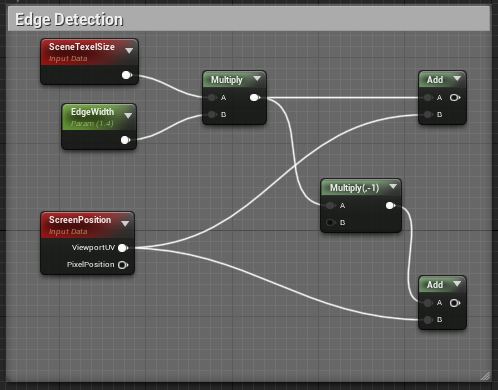 Edge Detection
SceneTexelSize
Input Data
EdgeWidth
Param (1.4)
Multiply
A
B
Add
A
B
Multiply(,-1)
A
B
ScreenPosition
Input Data
ViewportUV
PixelPosition
Add
A
B